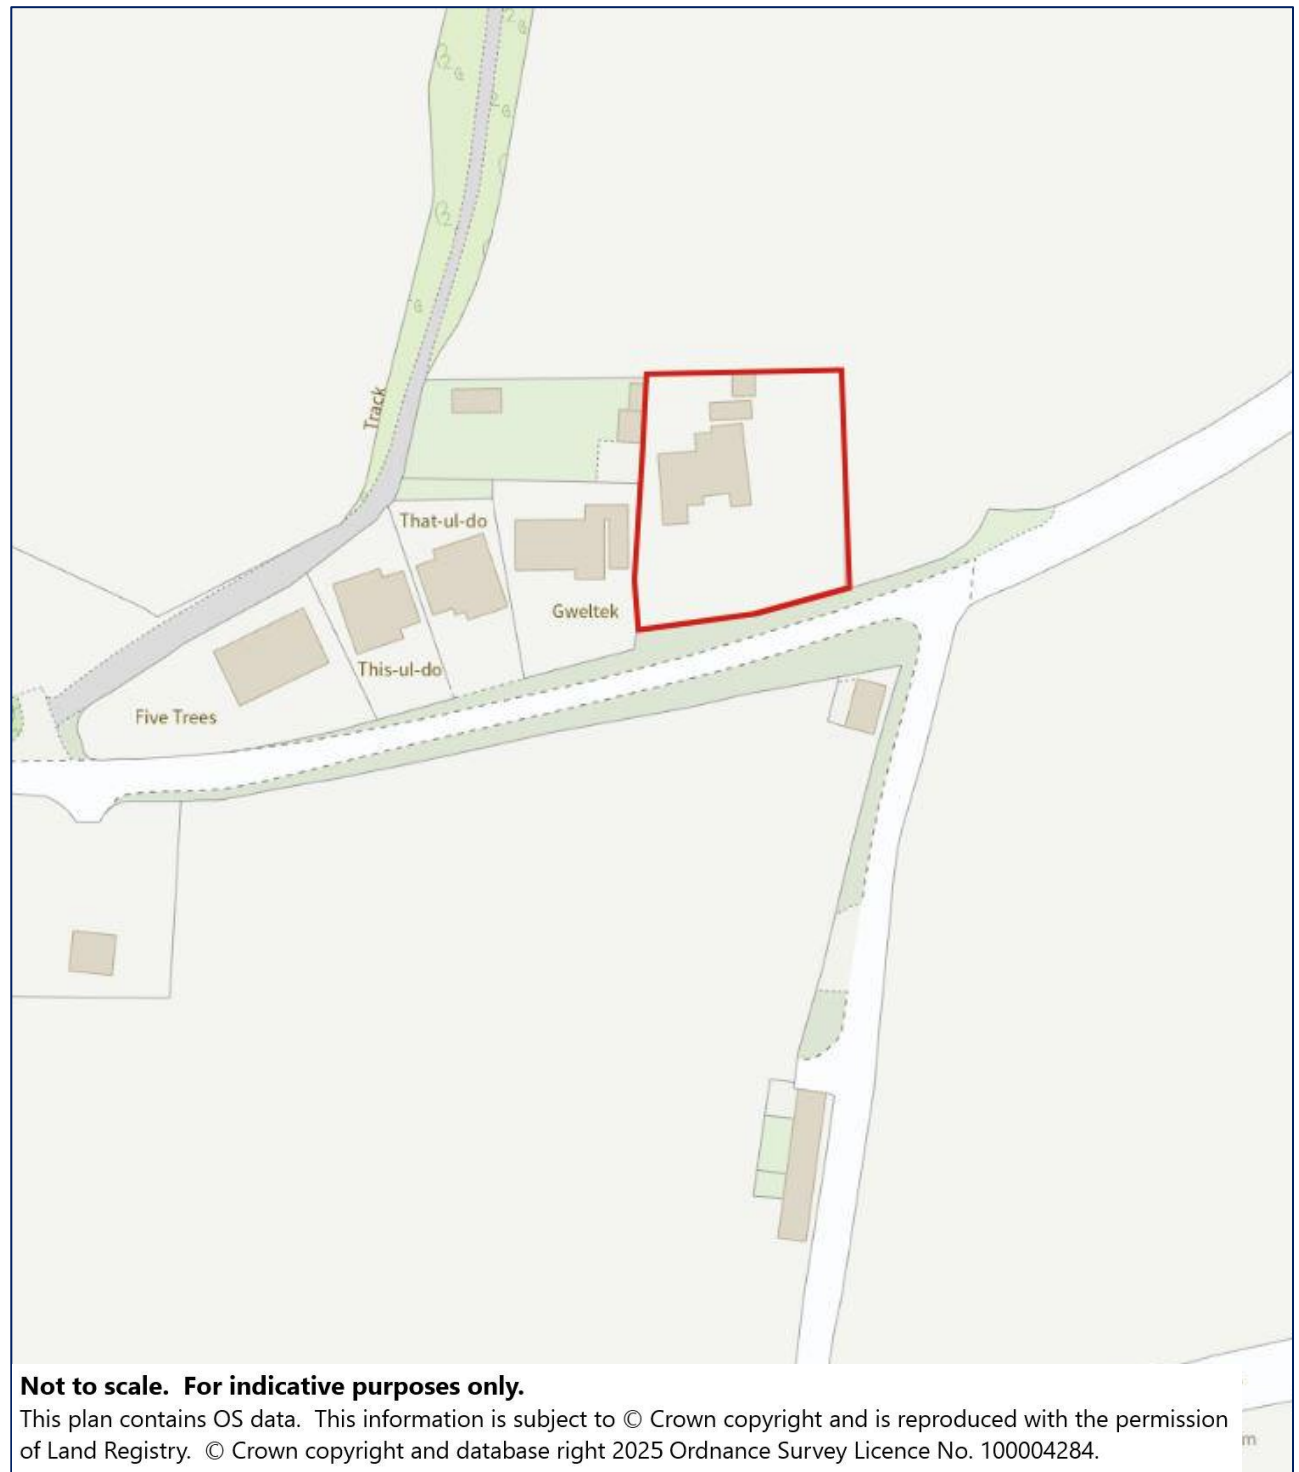 Track
That-ul-do
Gweltek
This-ul-do
Five Trees
Not to scale.  For indicative purposes only.
This plan contains OS data.  This information is subject to © Crown copyright and is reproduced with the permission
of Land Registry.  © Crown copyright and database right 2025 Ordnance Survey Licence No. 100004284.
m